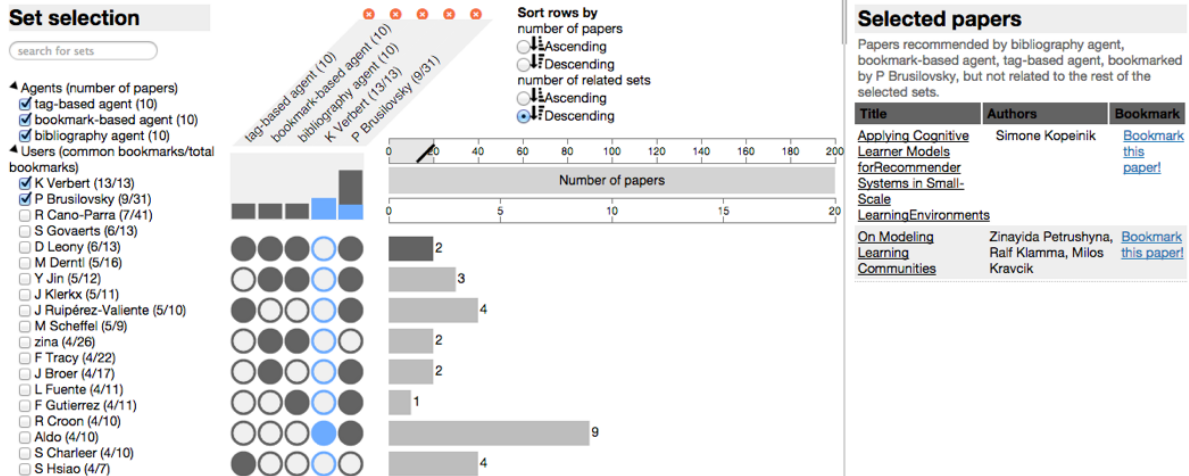 Set selection
search for sets
Agents (number of papers)
tag-based agent (10)
bookmark-based agent (10)
bibliography agent (10)
Users (common bookmarks/total
bookmarks)
K Verbert (13/13)
P Brusilovsky (9/31)
R Cano-Parra (7/41)
S Govaerts (6/13)
D Leony (6/13)
M Derntl (5/16)
Y Jin (5/12)
J Klerkx (5/11)
J Ruipérez-Valiente (5/10)
M Scheffel (5/9)
zina (4/26)
F Tracy (4/22)
J Broer (4/17)
L Fuente (4/11)
F Gutierrez (4/11)
R Croon (4/10)
Aldo (4/10)
S Charleer (4/10)
S Hsiao (4/7)
tag-based agent (10)
bookmark-based agent (10)
bibliography agent (10)
K Verbert (13/13)
P Brusilovsky (9/31)
Sort rows by
number of papers
Ascending
Descending
number of related sets
Ascending
Descending
0 20 40 60 80 100 120 140 160 180 200
Number of papers
0 5 10 15 20
2
3
4
2
2
1
9
4
Selected papers
Papers recommended by bibliography agent,
bookmark-based agent, tag-based agent, bookmarked
by P Brusilovsky, but not related to the rest of the
selected sets.
Title Authors Bookmark
Applying Cognitive Simone Kopeinik Bookmark
Learner Models this
forRecommender paper!
Systems in Small-
Scale
LearningEnvironments
On Modeling Zinayida Petrushyna, Bookmark
Learning Ralf Klamma, Milos this paper!
Communities Kravcik